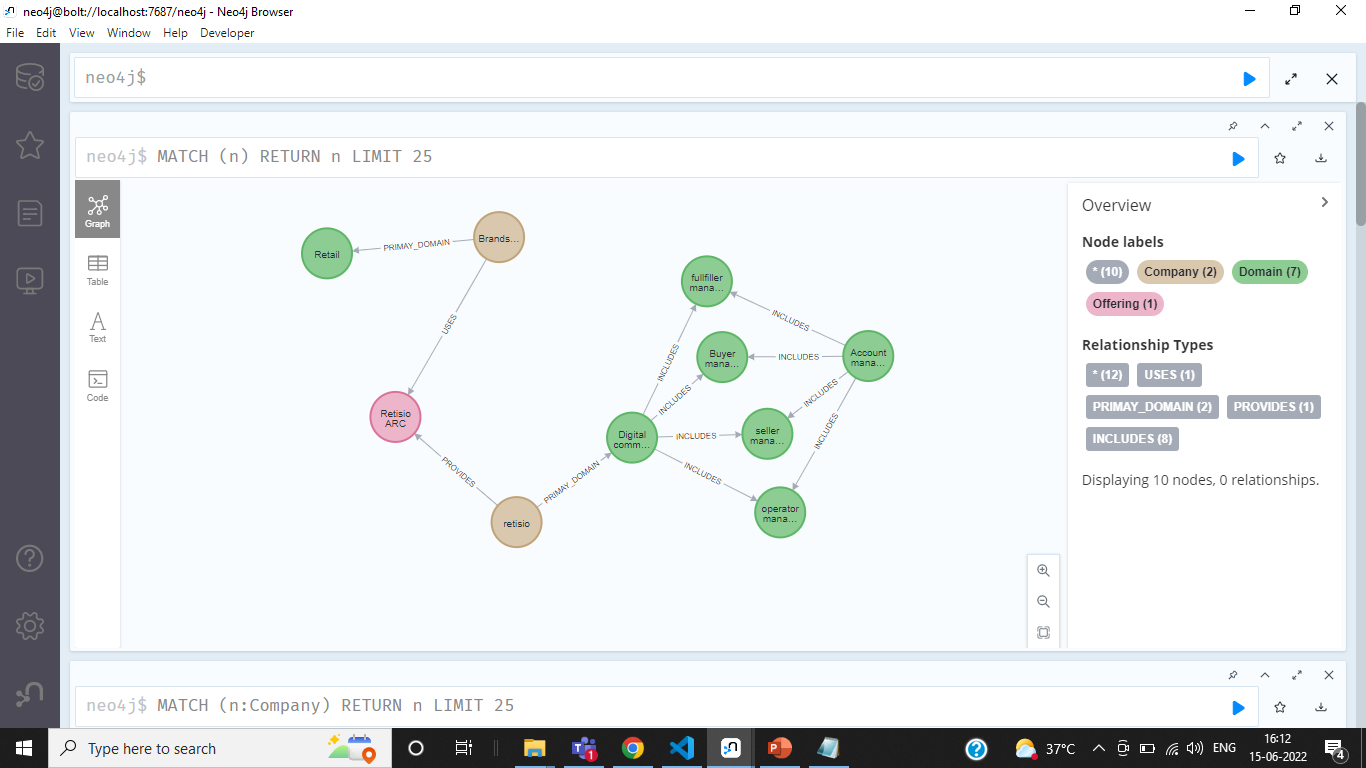 neo4j@bolt://localhost:7687/neo4j - Neo4j Browser
File Edit View Window Help Developer
neo4j$
neo4j$ MATCH (n) RETURN n LIMIT 25
Graph
Table
Text
Code
Retail
PRIMAY_DOMAIN
Brands...
USES
Retisio
ARC
PROVIDES
retisio
PRIMAY_DOMAIN
Digital
comm...
INCLUDES
INCLUDES
INCLUDES
INCLUDES
fullfiller
mana...
Buyer
mana...
seller
mana...
operator
mana...
INCLUDES
INCLUDES
INCLUDES
INCLUDES
Account
mana...
Overview
Node labels
* (10) Company (2) Domain (7)
Offering (1)
Relationship Types
* (12) USES (1)
PRIMAY_DOMAIN (2) PROVIDES (1)
INCLUDES (8)
Displaying 10 nodes, 0 relationships.
neo4j$ MATCH (n:Company) RETURN n LIMIT 25
Type here to search
1
37°C
ENG
16:12
15-06-2022
4